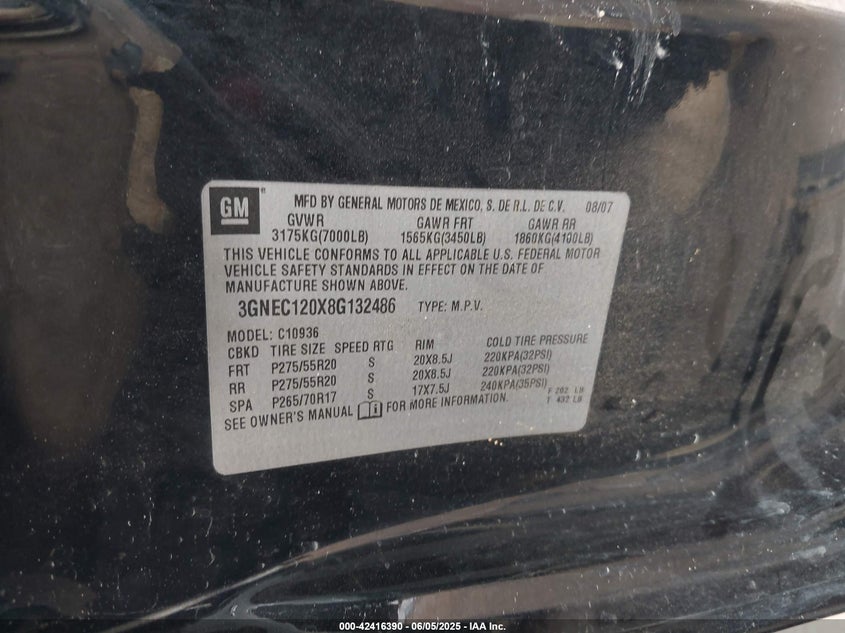 GM ® MFD BY GENERAL MOTORS DE MEXICO, S. DE R.L. DE C.V. 08/07
GVWR GAWR FRT GAWR RR
3175KG(7000LB) 1565KG(3450LB) 1860KG(4100LB)
THIS VEHICLE CONFORMS TO ALL APPLICABLE U.S. FEDERAL MOTOR
VEHICLE SAFETY STANDARDS IN EFFECT ON THE DATE OF
MANUFACTURE SHOWN ABOVE.
3GNEC120X8G132486 TYPE: M.P.V.
MODEL: C10936
CBKD TIRE SIZE SPEED RTG RIM COLD TIRE PRESSURE
FRT P275/55R20 S 20X8.5J 220KPA(32PSI)
RR P275/55R20 S 20X8.5J 220KPA(32PSI)
SPA P265/70R17 S 17X7.5J 240KPA(35PSI) F 202 LB
SEE OWNER'S MANUAL FOR MORE INFORMATION. T 432 LB
000-42416390 - 06/05/2025 - IAA Inc.